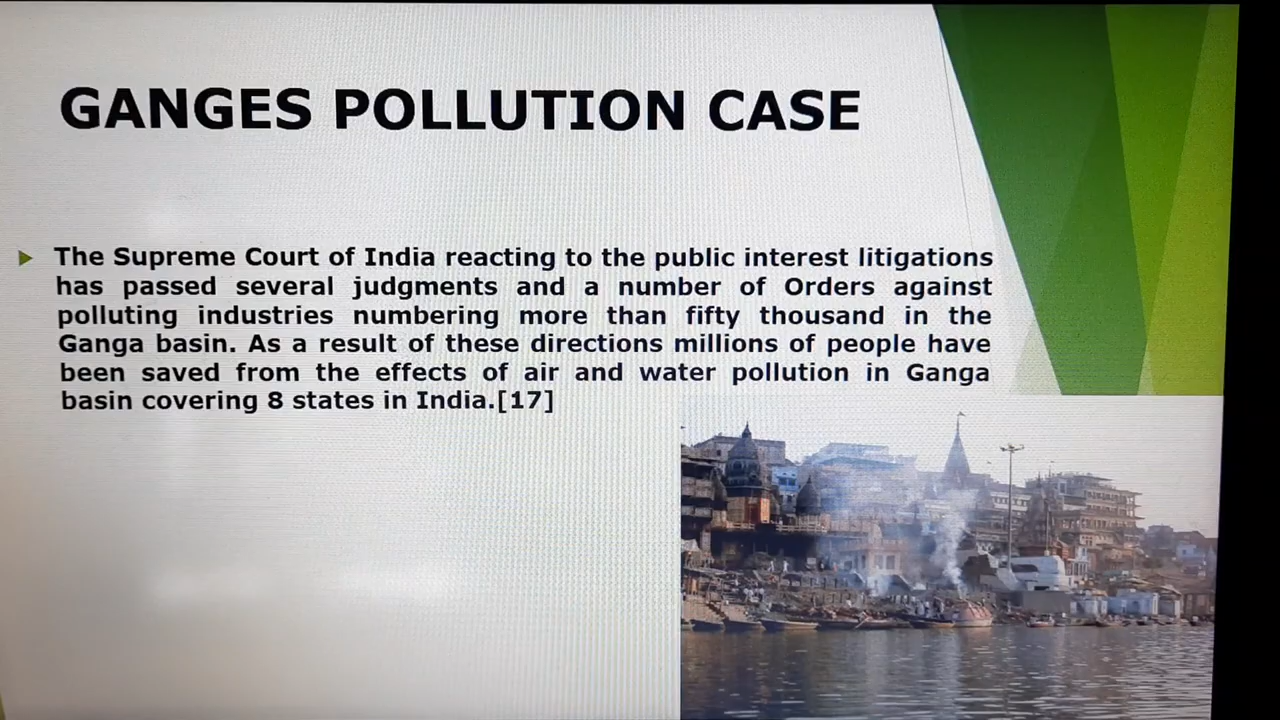 GANGES POLLUTION CASE
The Supreme Court of India reacting to the public interest litigations
has passed several judgments and a number of Orders against
polluting industries numbering more than fifty thousand in the
Ganga basin. As a result of these directions millions of people have
been saved from the effects of air and water pollution in Ganga
basin covering 8 states in India.[17]